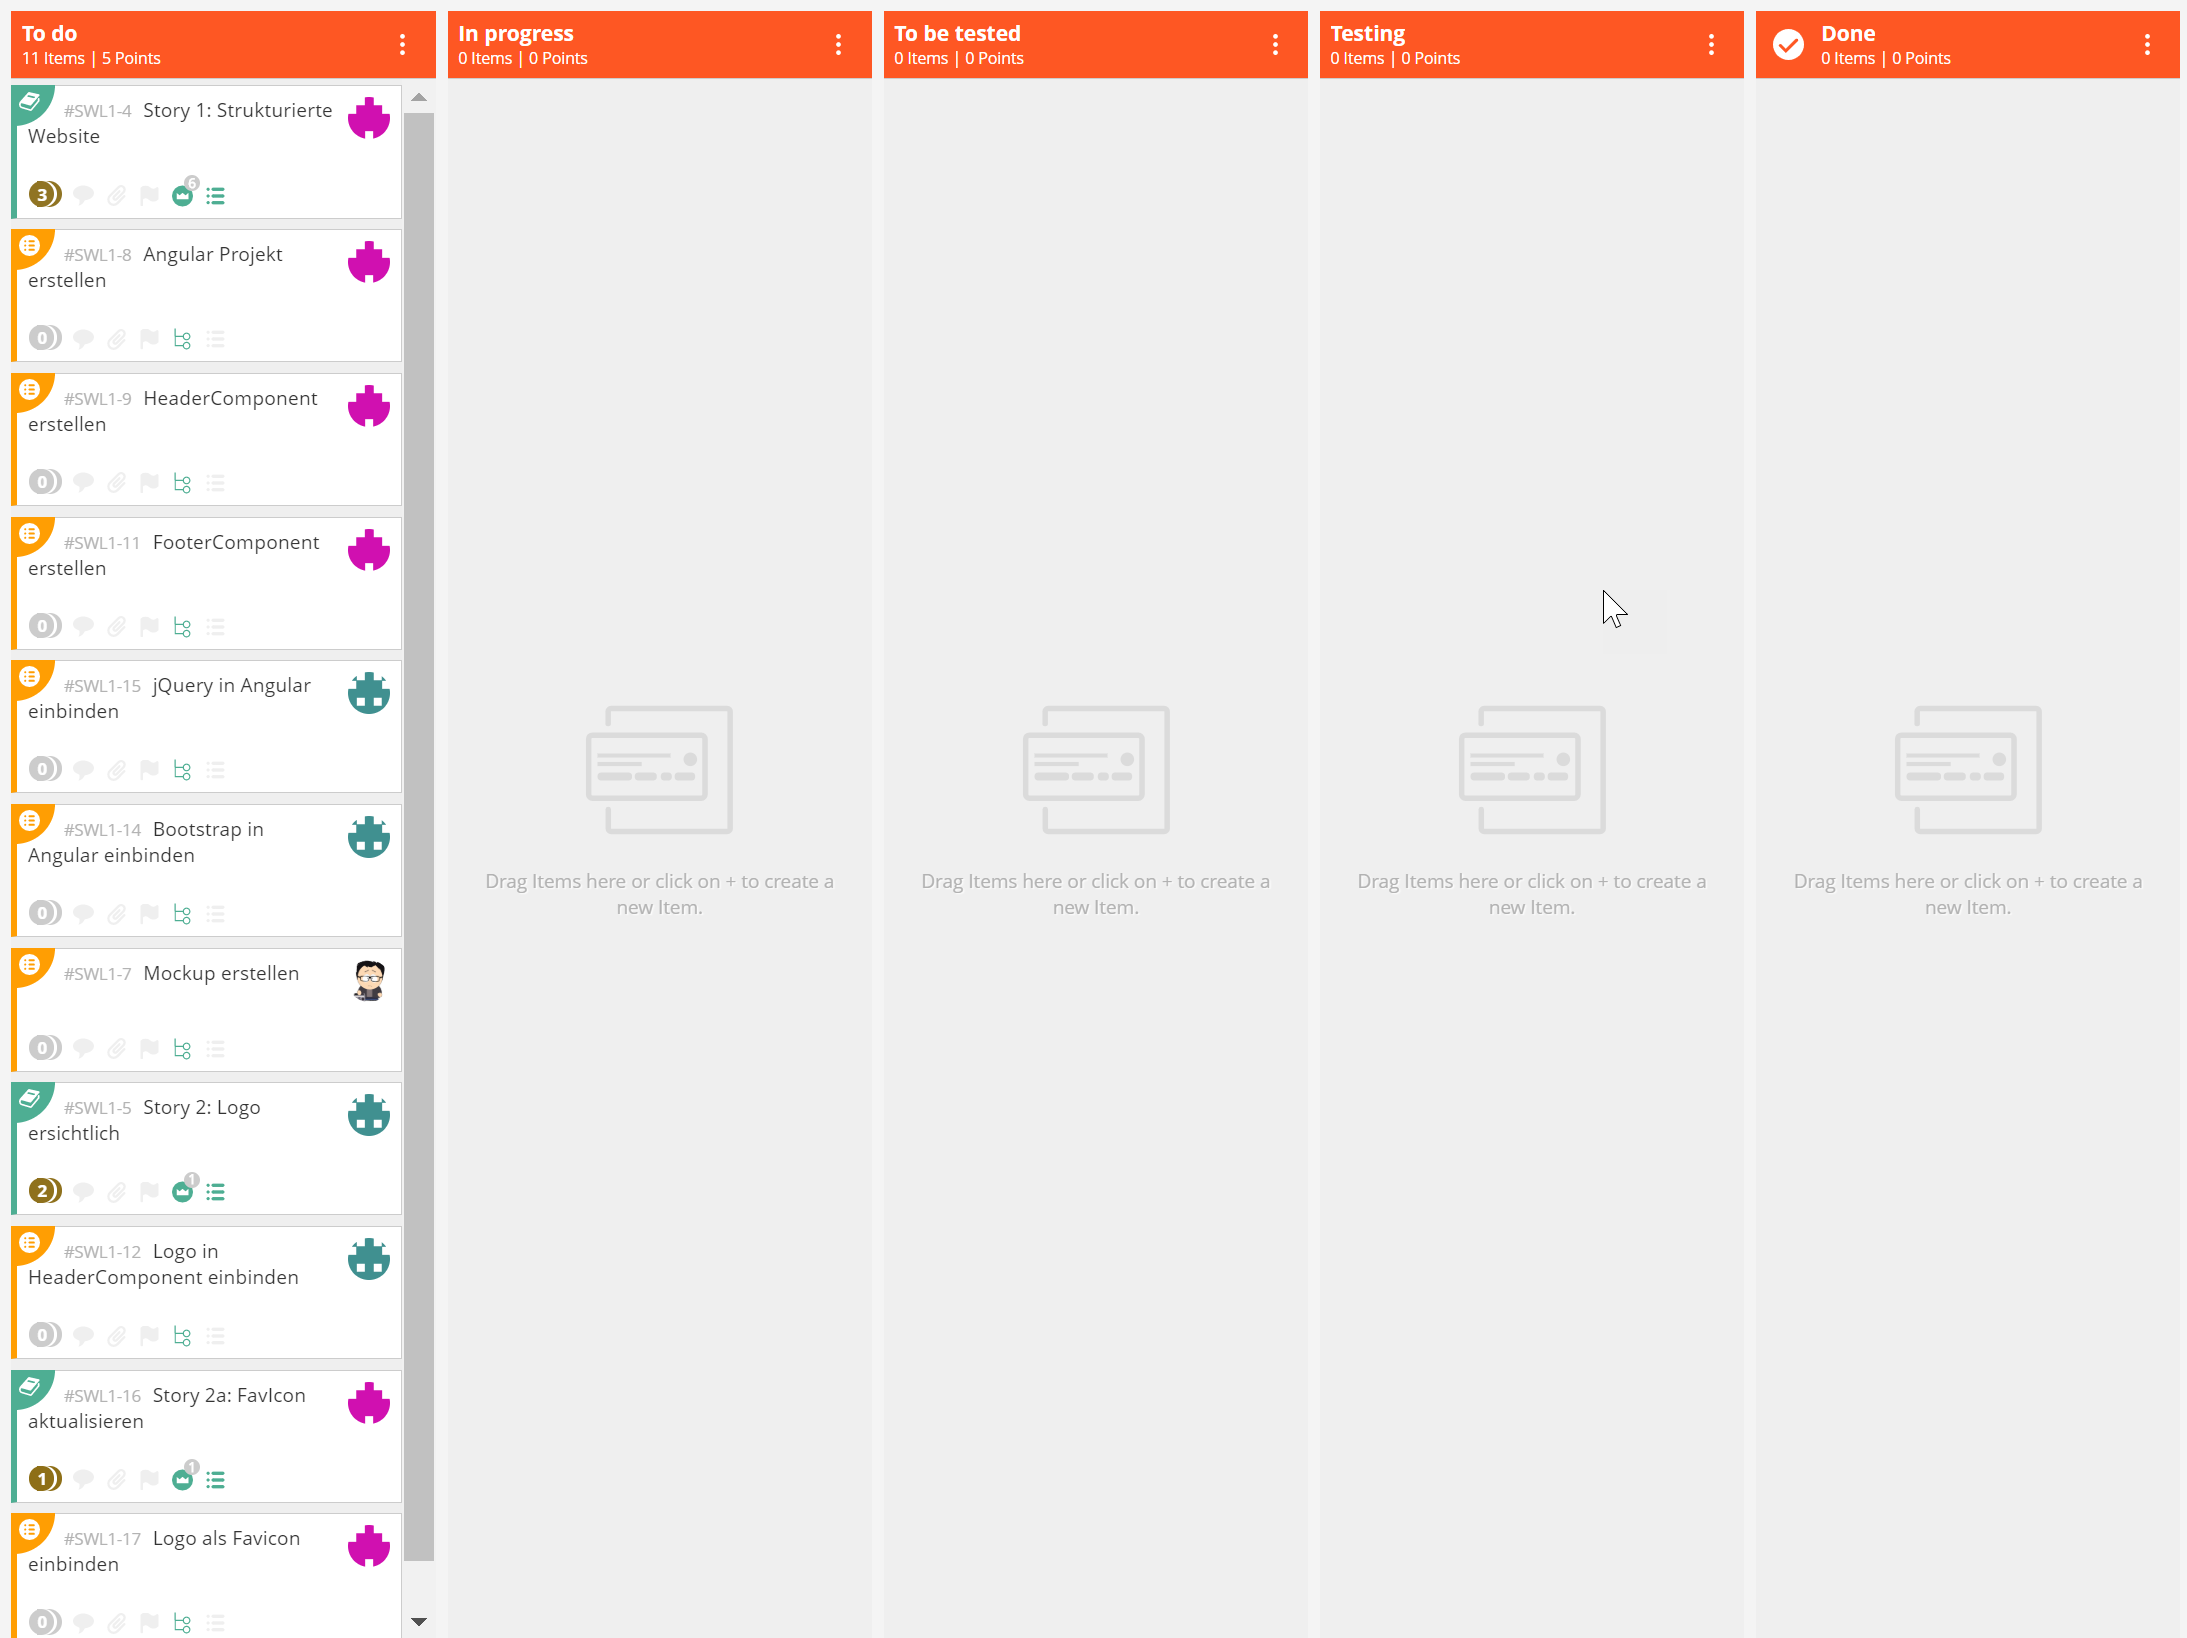 To do
11 Items | 5 Points
In progress
0 Items | 0 Points
To be tested
0 Items | 0 Points
Testing
0 Items | 0 Points
Done
0 Items | 0 Points
#SWL1-4 Story 1: Strukturierte
Website
3
6
#SWL1-8 Angular Projekt
erstellen
0
#SWL1-9 HeaderComponent
erstellen
0
#SWL1-11 FooterComponent
erstellen
0
#SWL1-15 jQuery in Angular
einbinden
0
#SWL1-14 Bootstrap in
Angular einbinden
0
#SWL1-7 Mockup erstellen
0
#SWL1-5 Story 2: Logo
ersichtlich
2
1
#SWL1-12 Logo in
HeaderComponent einbinden
0
#SWL1-16 Story 2a: FavIcon
aktualisieren
1
1
#SWL1-17 Logo als Favicon
einbinden
0
Drag Items here or click on + to create a
new Item.
Drag Items here or click on + to create a
new Item.
Drag Items here or click on + to create a
new Item.
Drag Items here or click on + to create a
new Item.